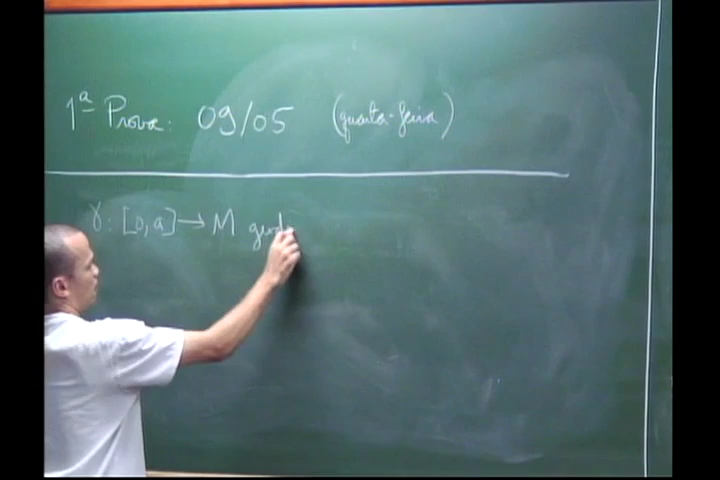 1ª Prova: 09/05 (quarta-feira)
γ: [0,a] → M geod